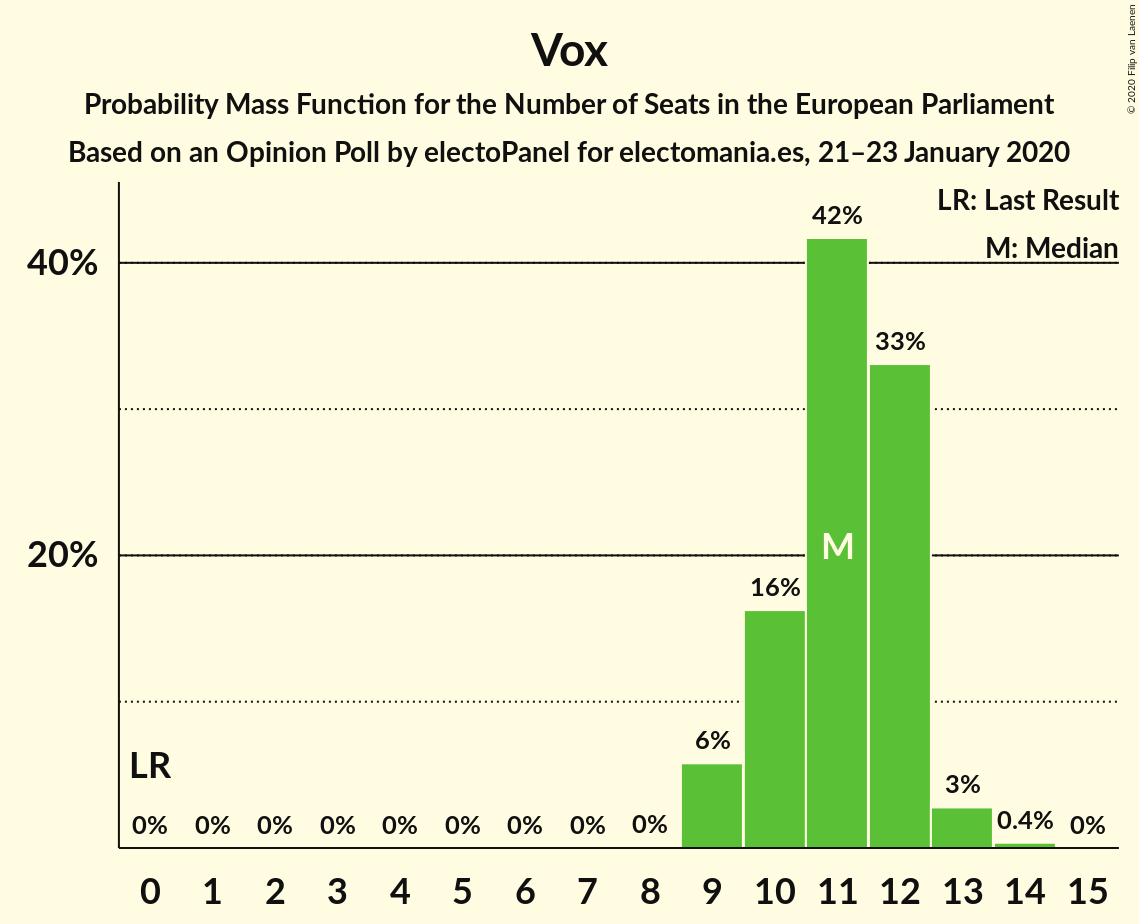 Vox
Probability Mass Function for the Number of Seats in the European Parliament
Based on an Opinion Poll by electoPanel for electomania.es, 21–23 January 2020
© 2020 Filip van Laenen
LR: Last Result
M: Median
40%
20%
42%
33%
M
16%
6%
LR
3%
0% 0% 0% 0% 0% 0% 0% 0% 0% 0.4% 0%
0 1 2 3 4 5 6 7 8 9 10 11 12 13 14 15